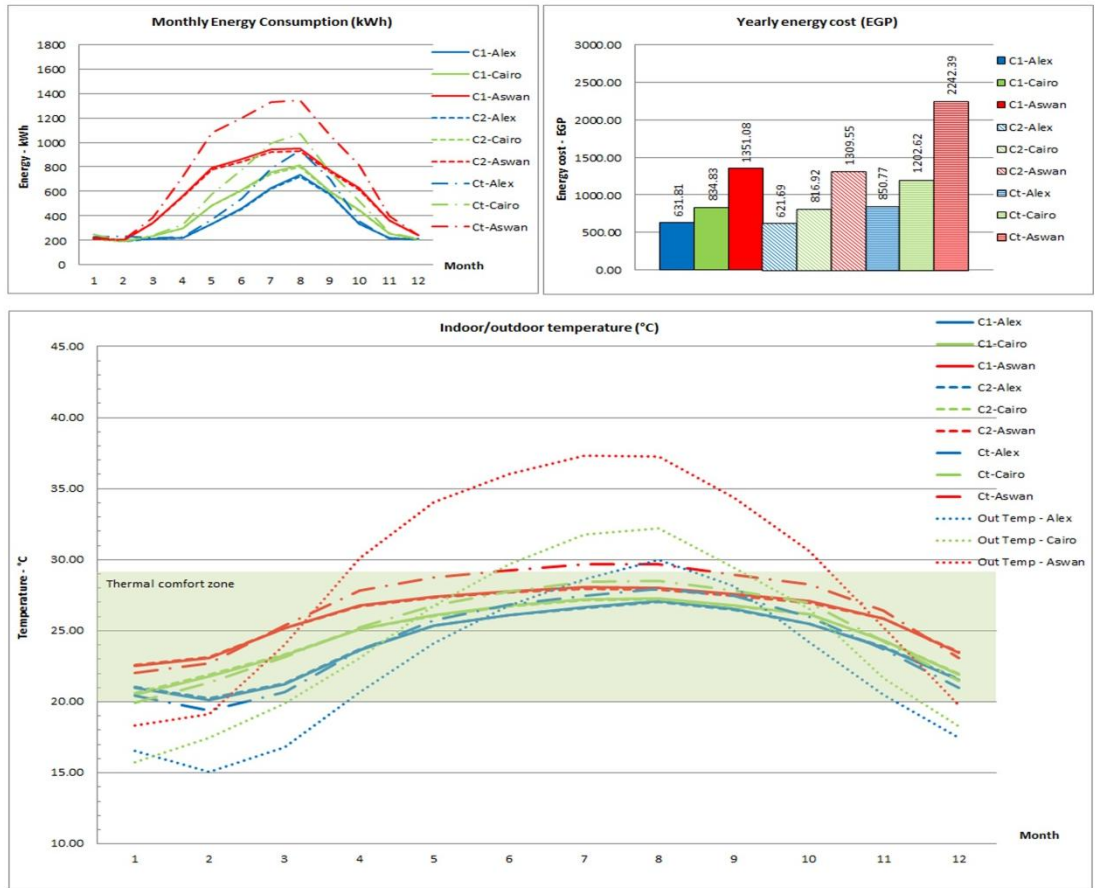 Monthly Energy Consumption (kWh)
1800
1600
1400
1200
1000
800
600
400
200
0
Energy - kWh
1 2 3 4 5 6 7 8 9 10 11 12
Month
C1-Alex
C1-Cairo
C1-Aswan
C2-Alex
C2-Cairo
C2-Aswan
Ct-Alex
Ct-Cairo
Ct-Aswan
Yearly energy cost (EGP)
3000.00
2500.00
2000.00
1500.00
1000.00
500.00
0.00
Energy cost - EGP
631.81
834.83
1351.08
621.69
816.92
1309.55
850.77
1202.62
2242.39
C1-Alex
C1-Cairo
C1-Aswan
C2-Alex
C2-Cairo
C2-Aswan
Ct-Alex
Ct-Cairo
Ct-Aswan
Indoor/outdoor temperature (°C)
45.00
40.00
35.00
30.00
25.00
20.00
15.00
10.00
Temperature - °C
Thermal comfort zone
1 2 3 4 5 6 7 8 9 10 11 12
Month
C1-Alex
C1-Cairo
C1-Aswan
C2-Alex
C2-Cairo
C2-Aswan
Ct-Alex
Ct-Cairo
Ct-Aswan
Out Temp - Alex
Out Temp - Cairo
Out Temp - Aswan